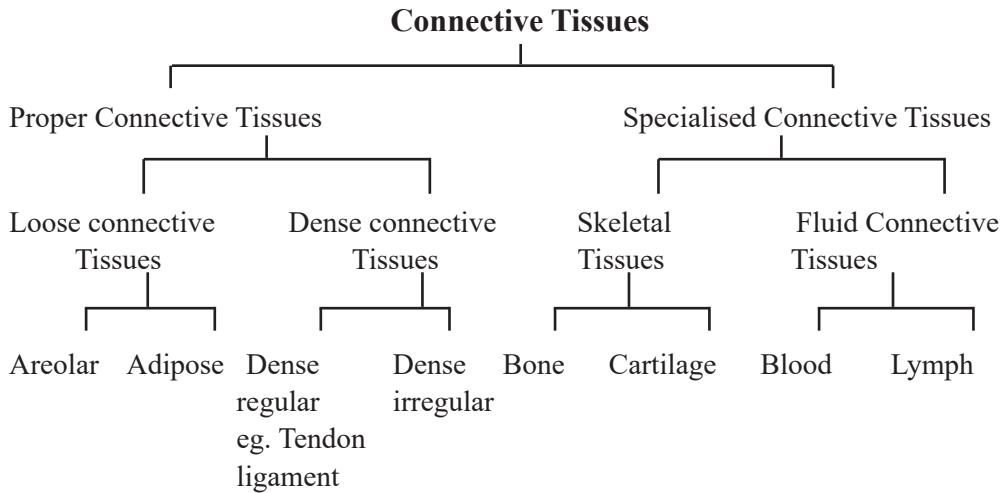 Connective Tissues
Proper Connective Tissues Specialised Connective Tissues
Loose connective Dense connective Skeletal Fluid Connective
Tissues Tissues Tissues Tissues
Areolar Adipose Dense Dense Bone Cartilage Blood Lymph
regular irregular
eg. Tendon
ligament